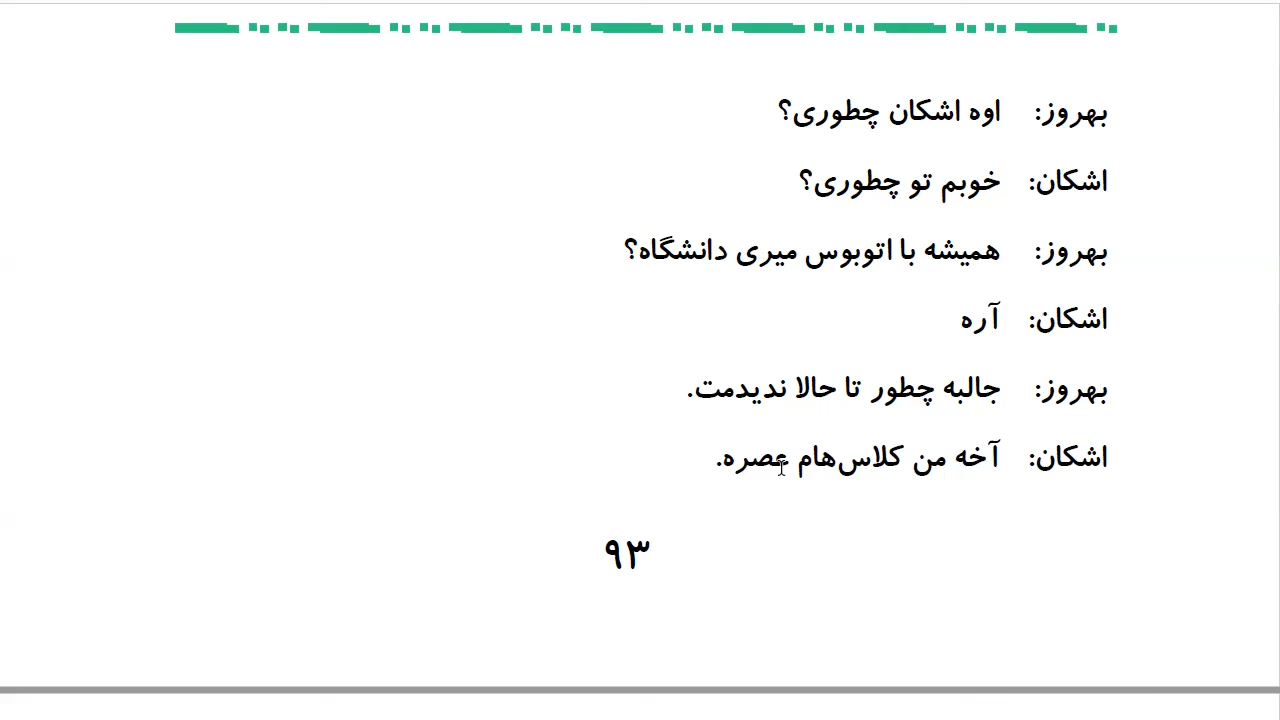 بهروز: اوه اشکان چطوری؟
اشکان: خوبم تو چطوری؟
بهروز: همیشه با اتوبوس میری دانشگاه؟
اشکان: آره
بهروز: جالبه چطور تا حالا ندیدمت.
اشکان: آخه من کلاس‌هام عصره.
۹۳